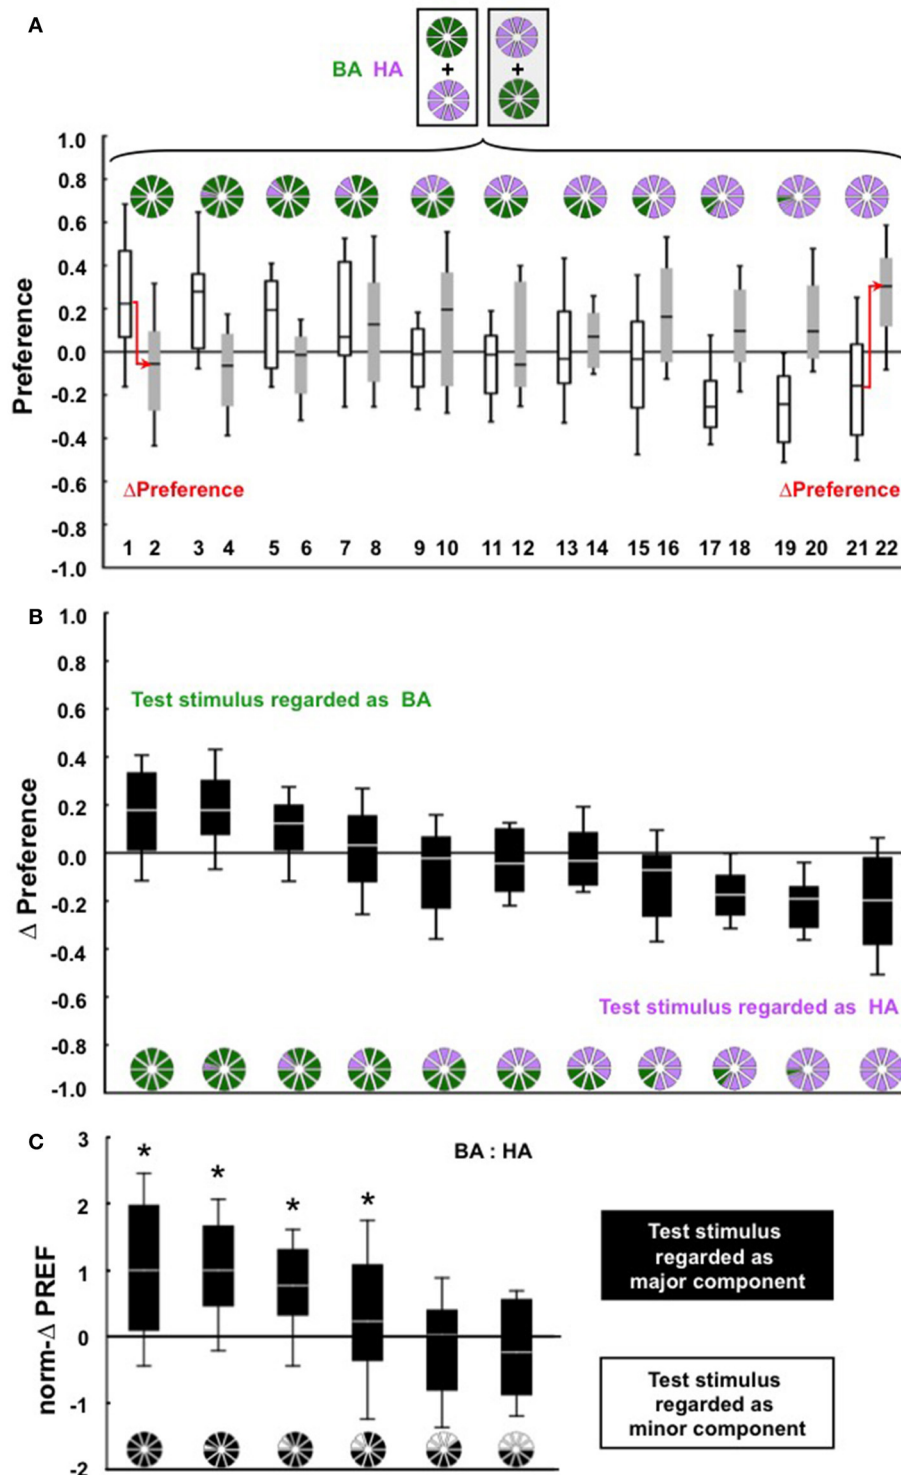 A
BA HA
+ +
1.0
0.8
0.6
0.4
0.2
0.0
-0.2
-0.4
-0.6
-0.8
-1.0
Preference
ΔPreference ΔPreference
1 2 3 4 5 6 7 8 9 10 11 12 13 14 15 16 17 18 19 20 21 22
B
1.0
0.8
0.6
0.4
0.2
0.0
-0.2
-0.4
-0.6
-0.8
-1.0
Δ Preference
Test stimulus regarded as BA
Test stimulus regarded as HA
C
3
2
1
0
-1
-2
norm-Δ PREF
BA : HA
* * * *
Test stimulus
regarded as
major component
Test stimulus
regarded as
minor component